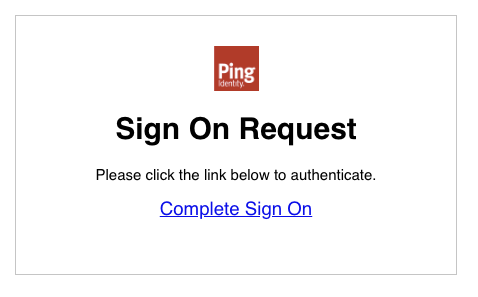 Ping
Identity.
Sign On Request
Please click the link below to authenticate.
Complete Sign On